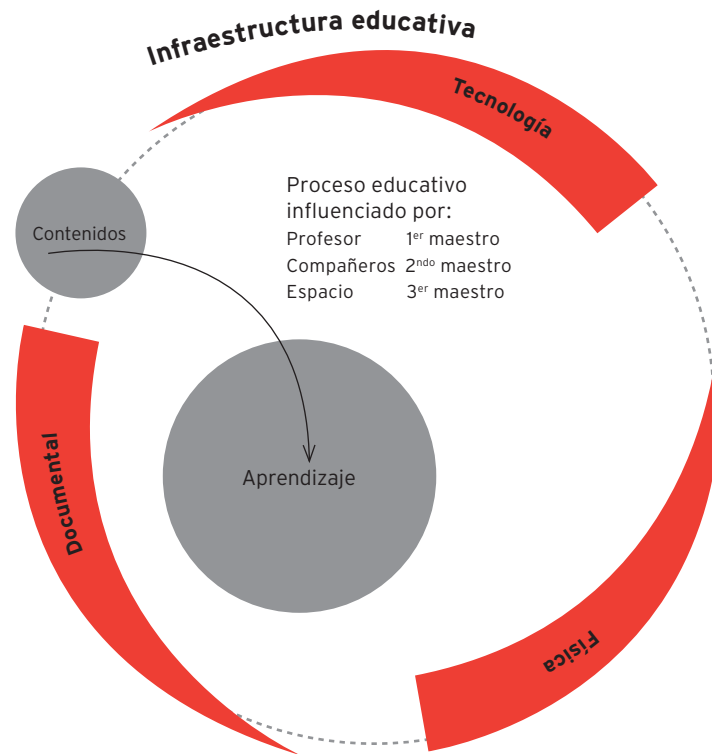 Infraestructura educativa
Tecnología
Proceso educativo
influenciado por:
Profesor 1er maestro
Compañeros 2ndo maestro
Espacio 3er maestro
Contenidos
Aprendizaje
Documental
Física